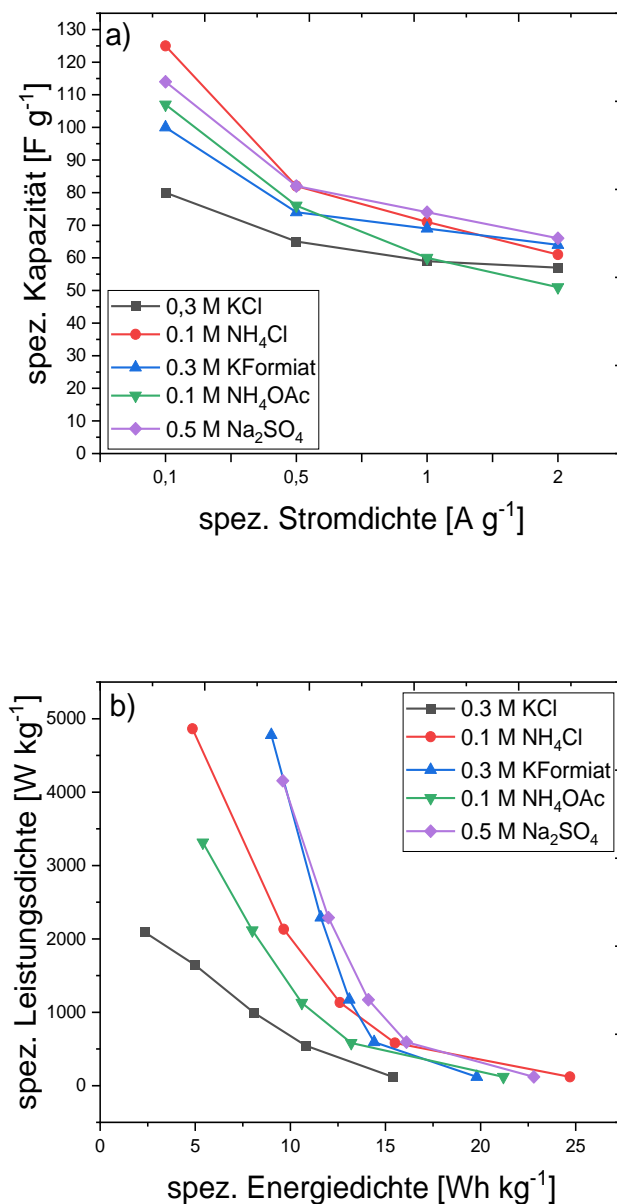 a)
130
120
110
100
90
80
70
60
50
40
30
20
10
0
spez. Kapazität [F g⁻¹]
0,3 M KCl
0.1 M NH₄Cl
0.3 M KFormiat
0.1 M NH₄OAc
0.5 M Na₂SO₄
0,1 0,5 1 2
spez. Stromdichte [A g⁻¹]
b)
5000
4000
3000
2000
1000
0
spez. Leistungsdichte [W kg⁻¹]
0.3 M KCl
0.1 M NH₄Cl
0.3 M KFormiat
0.1 M NH₄OAc
0.5 M Na₂SO₄
0 5 10 15 20 25
spez. Energiedichte [Wh kg⁻¹]